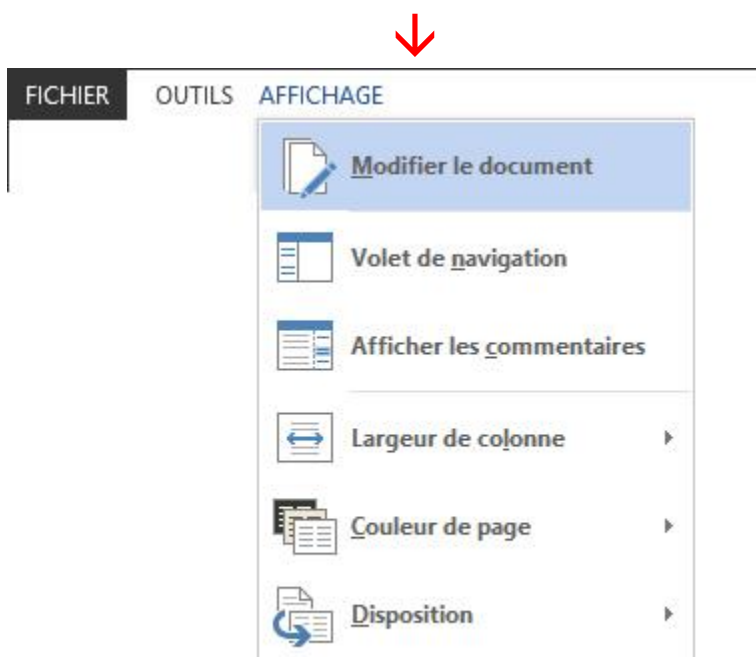 FICHIER OUTILS AFFICHAGE
Modifier le document
Volet de navigation
Afficher les commentaires
Largeur de colonne
Couleur de page
Disposition